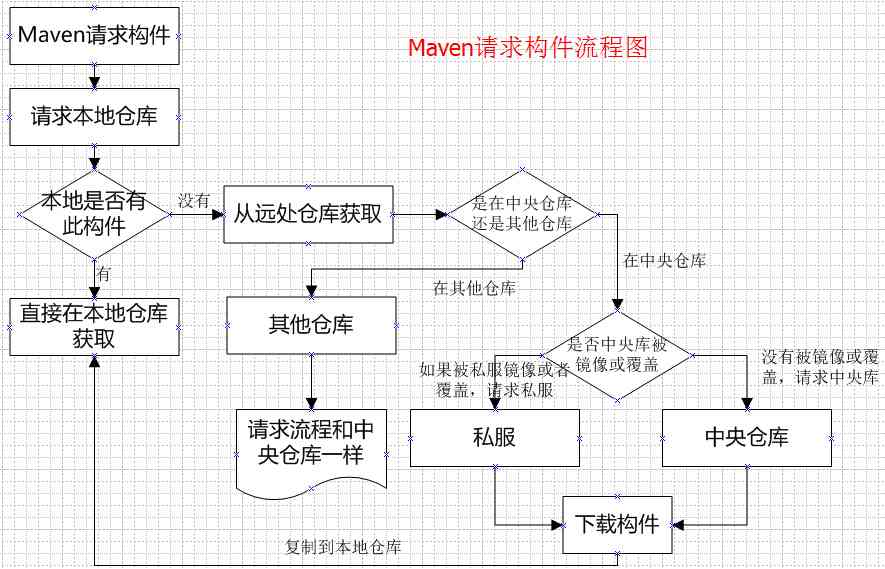 Maven请求构件
Maven请求构件流程图
请求本地仓库
本地是否有
此构件
没有
从远处仓库获取
是在中央仓库
还是其他仓库
有
在其他仓库
在中央仓库
直接在本地仓库
获取
其他仓库
是否中央库被
镜像或覆盖
如果被私服镜像或者
覆盖，请求私服
没有被镜像或覆
盖，请求中央库
请求流程和中
央仓库一样
私服
中央仓库
下载构件
复制到本地仓库